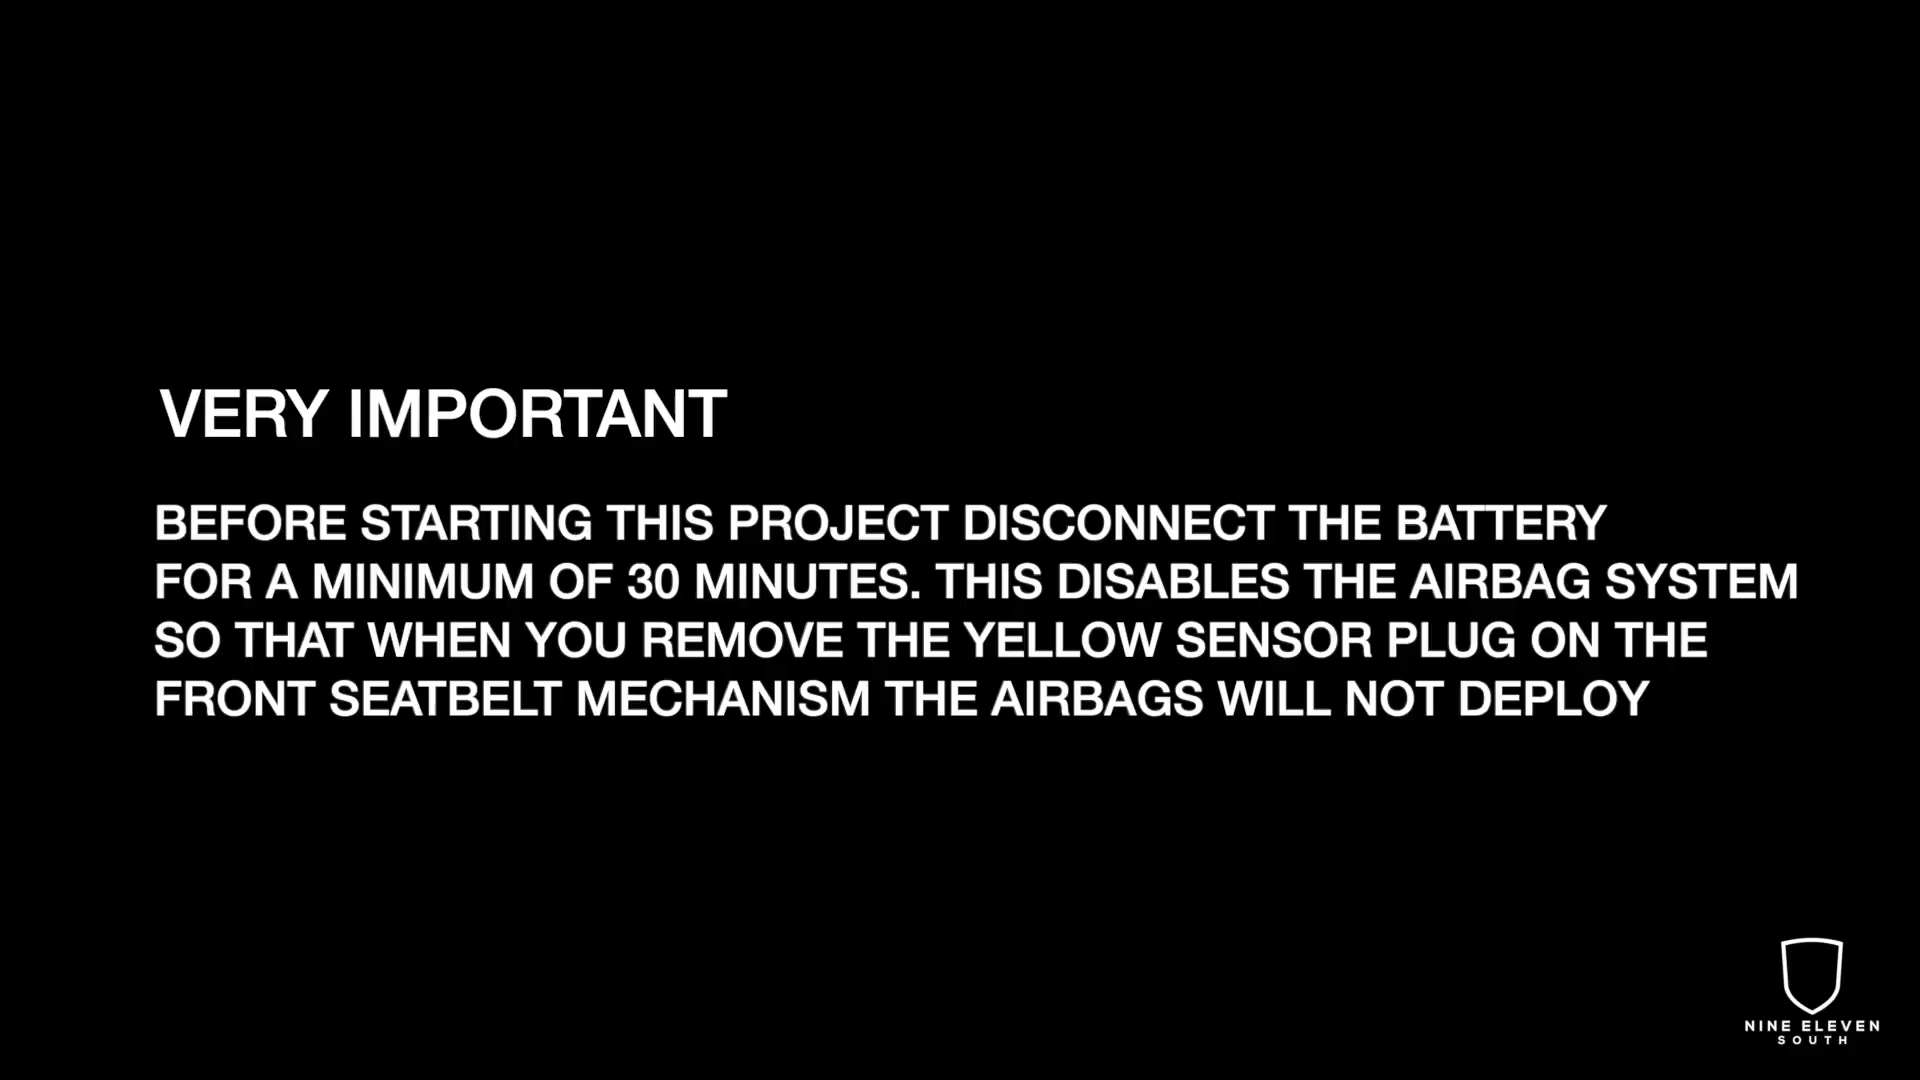 VERY IMPORTANT
BEFORE STARTING THIS PROJECT DISCONNECT THE BATTERY
FOR A MINIMUM OF 30 MINUTES. THIS DISABLES THE AIRBAG SYSTEM
SO THAT WHEN YOU REMOVE THE YELLOW SENSOR PLUG ON THE
FRONT SEATBELT MECHANISM THE AIRBAGS WILL NOT DEPLOY
NINE ELEVEN
SOUTH